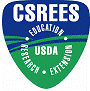 CSREES
EDUCATION
USDA
RESEARCH • EXTENSION